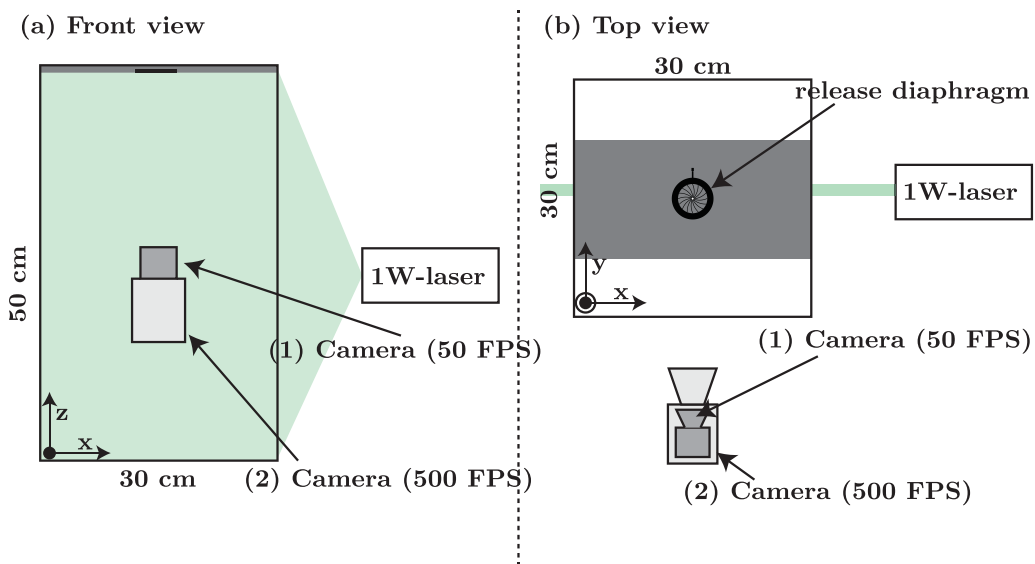 (a) Front view
50 cm
1W-laser
(1) Camera (50 FPS)
z
x
30 cm
(2) Camera (500 FPS)
(b) Top view
30 cm
release diaphragm
30 cm
1W-laser
y
x
(1) Camera (50 FPS)
(2) Camera (500 FPS)